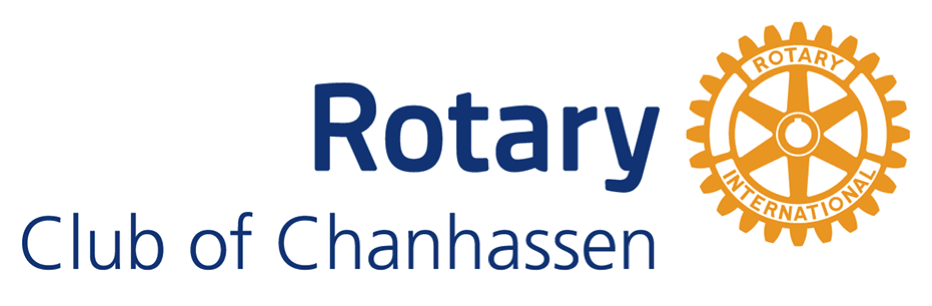 Rotary
Club of Chanhassen
ROTARY
INTERNATIONAL